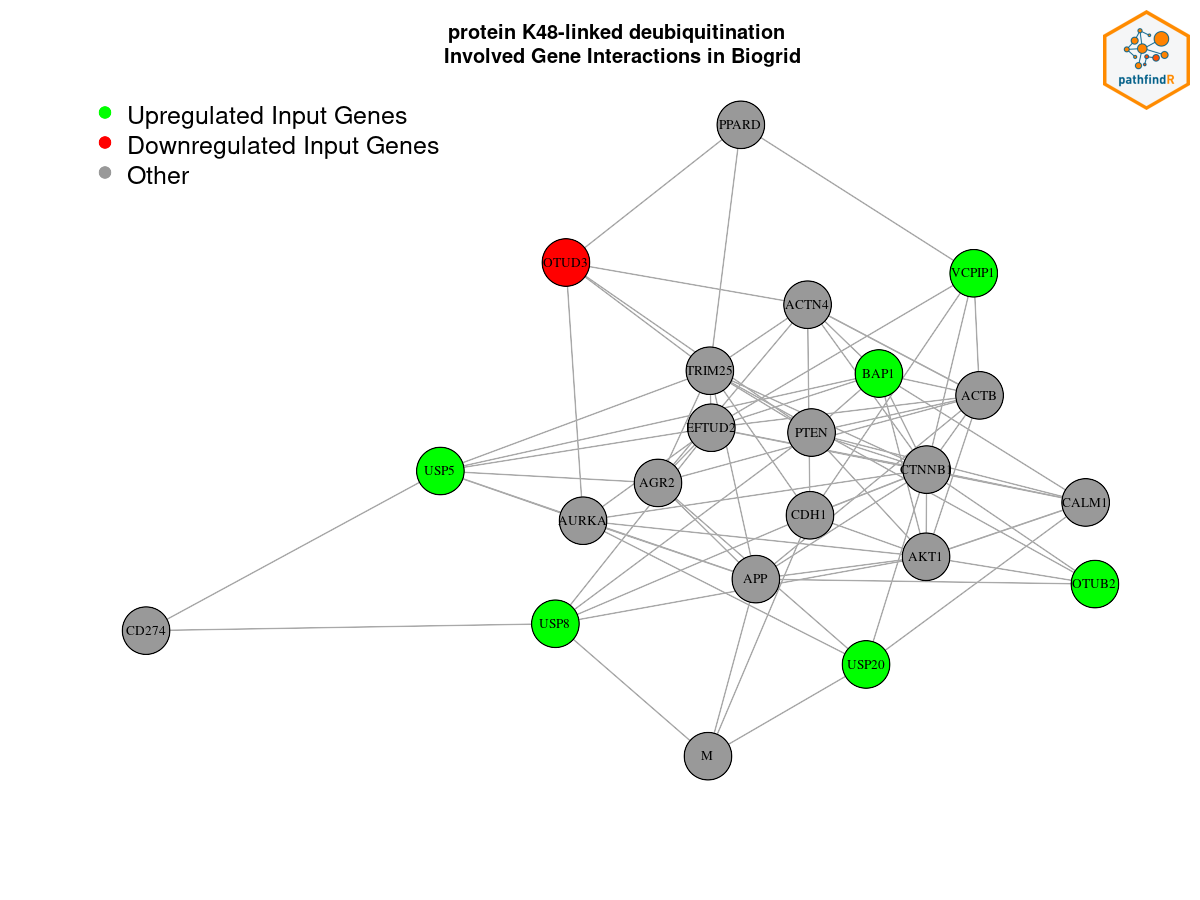 protein K48-linked deubiquitination
Involved Gene Interactions in Biogrid
pathfindR
Upregulated Input Genes
Downregulated Input Genes
Other
PPARD
OTUD3
VCPIP1
ACTN4
TRIM25
BAP1
ACTB
EFTUD2
PTEN
USP5
CTNNB1
AGR2
CALM1
CDH1
AURKA
AKT1
APP
OTUB2
USP8
CD274
USP20
M